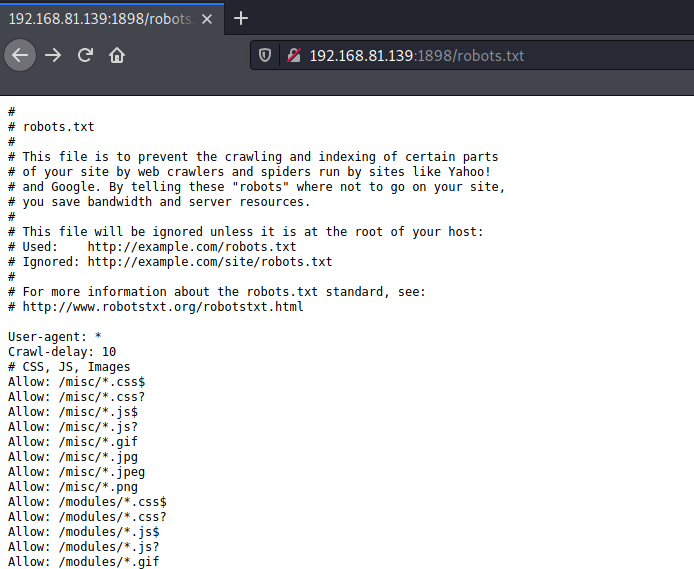 192.168.81.139:1898/robots
192.168.81.139:1898/robots.txt
#
# robots.txt
#
# This file is to prevent the crawling and indexing of certain parts
# of your site by web crawlers and spiders run by sites like Yahoo!
# and Google. By telling these "robots" where not to go on your site,
# you save bandwidth and server resources.
#
# This file will be ignored unless it is at the root of your host:
# Used:    http://example.com/robots.txt
# Ignored: http://example.com/site/robots.txt
#
# For more information about the robots.txt standard, see:
# http://www.robotstxt.org/robotstxt.html
User-agent: *
Crawl-delay: 10
# CSS, JS, Images
Allow: /misc/*.css$
Allow: /misc/*.css?
Allow: /misc/*.js$
Allow: /misc/*.js?
Allow: /misc/*.gif
Allow: /misc/*.jpg
Allow: /misc/*.jpeg
Allow: /misc/*.png
Allow: /modules/*.css$
Allow: /modules/*.css?
Allow: /modules/*.js$
Allow: /modules/*.js?
Allow: /modules/*.gif